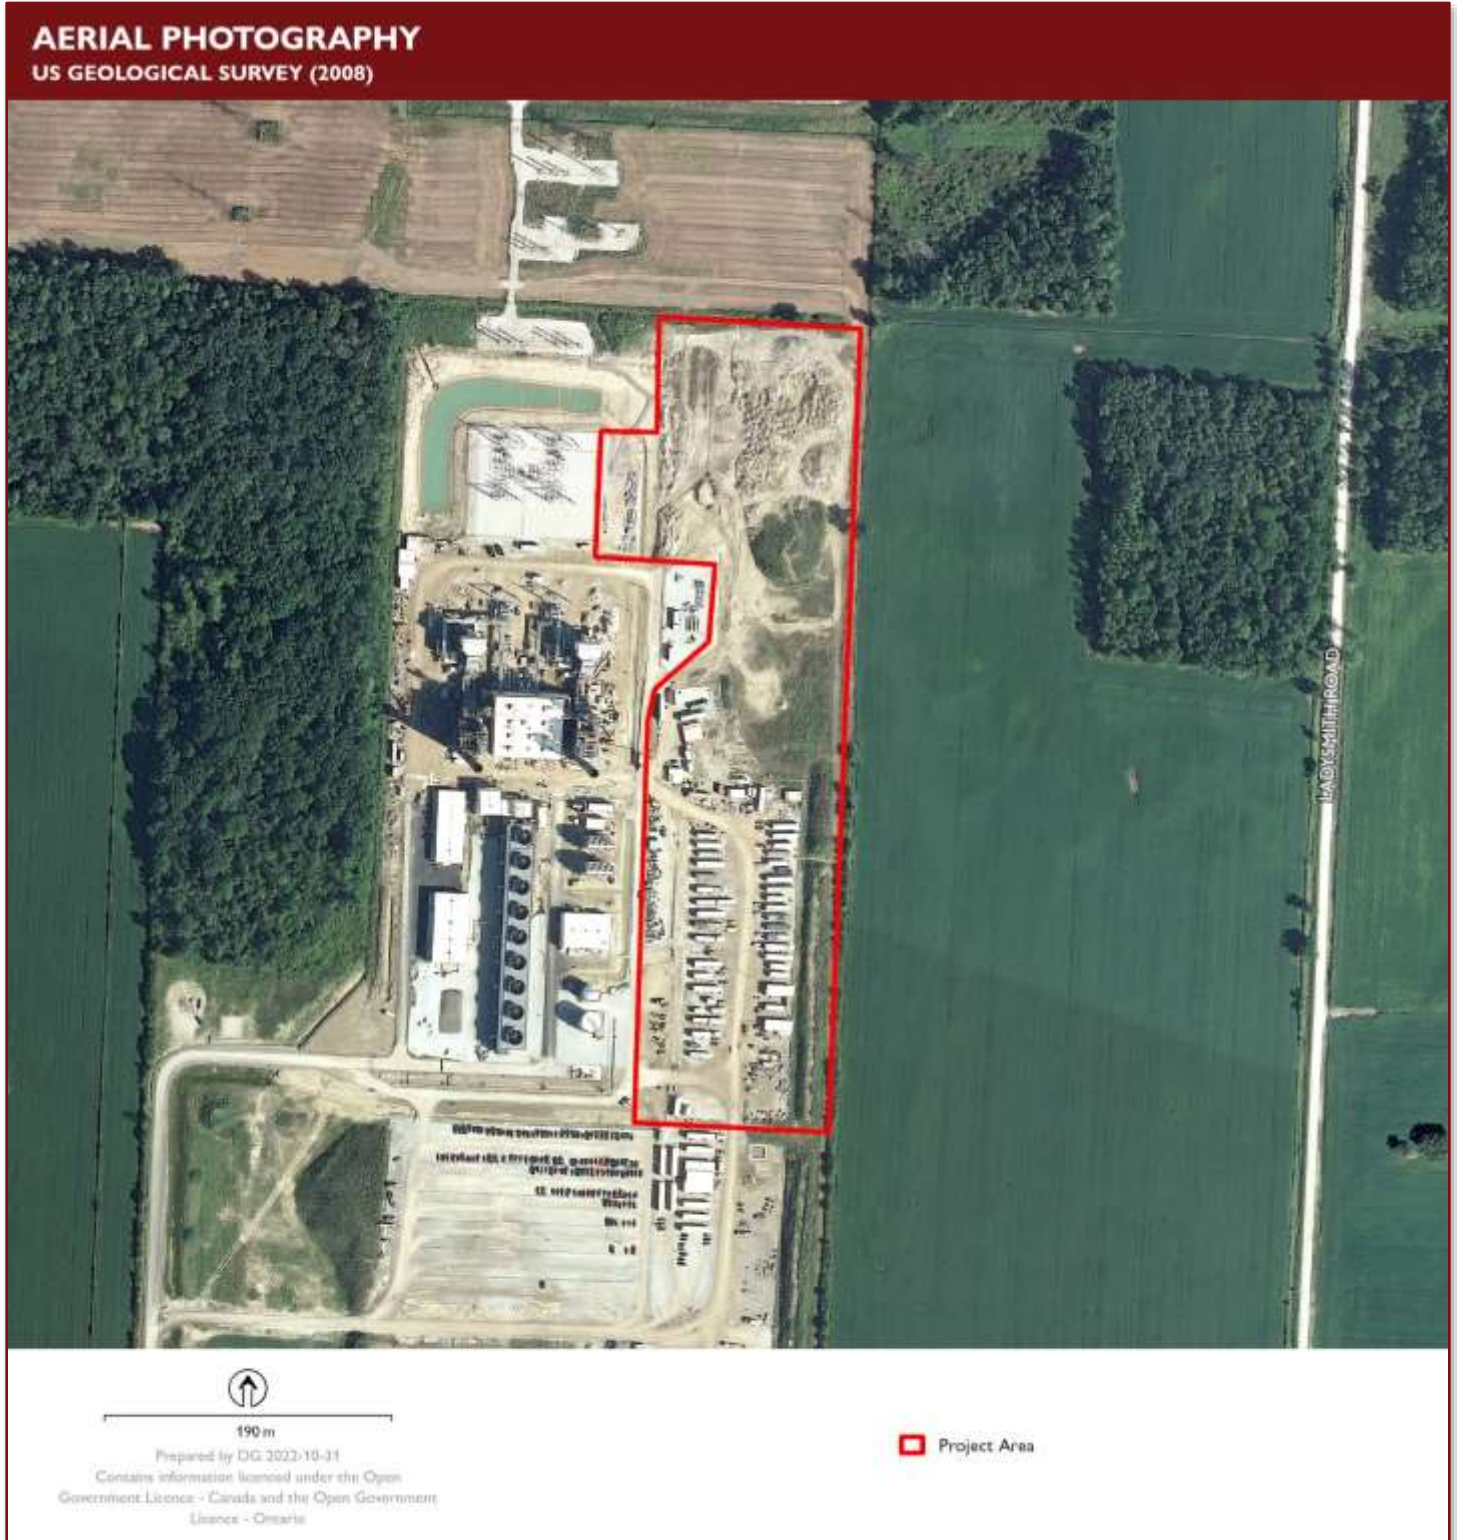 AERIAL PHOTOGRAPHY
US GEOLOGICAL SURVEY (2008)
LADYSMITH ROAD
190 m
Prepared by DG 2022-10-31
Contains information licenced under the Open
Government Licence - Canada and the Open Government
Licence - Ontario
Project Area